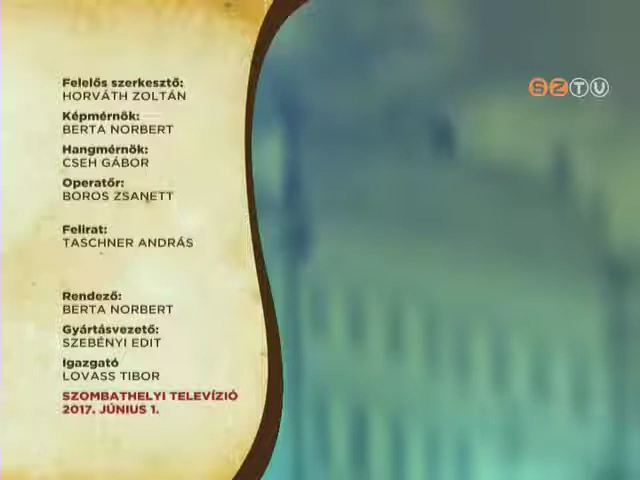 Felelős szerkesztő:
HORVÁTH ZOLTÁN
Képmérnök:
BERTA NORBERT
Hangmérnök:
CSEH GÁBOR
Operatőr:
BOROS ZSANETT
Felirat:
TASCHNER ANDRÁS
Rendező:
BERTA NORBERT
Gyártásvezető:
SZEBÉNYI EDIT
Igazgató
LOVASS TIBOR
SZOMBATHELYI TELEVÍZIÓ
2017. JÚNIUS 1.
SZTV